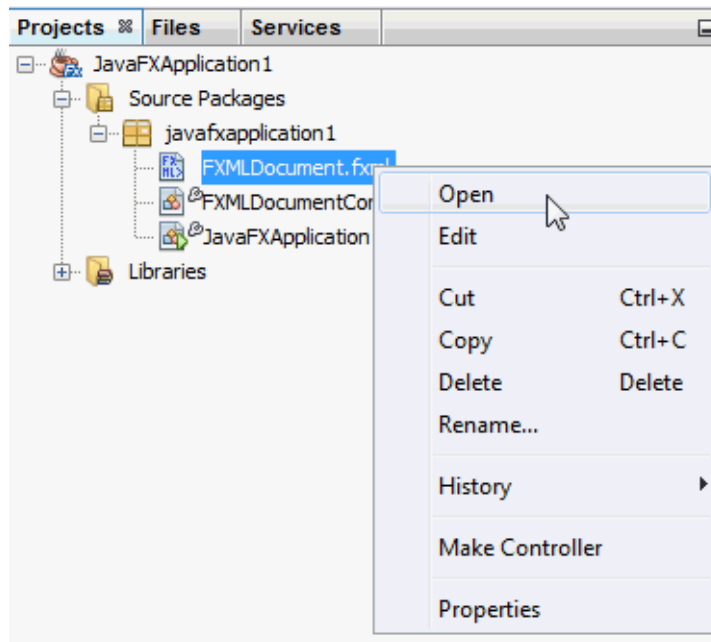 Projects Files Services
JavaFXApplication1
Source Packages
javafxapplication1
FXMLDocument.fxml
FXMLDocumentCor
JavaFXApplication
Libraries
Open
Edit
Cut Ctrl+X
Copy Ctrl+C
Delete Delete
Rename...
History
Make Controller
Properties